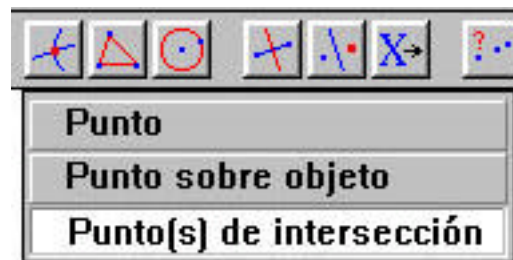 X
?
Punto
Punto sobre objeto
Punto(s) de intersección